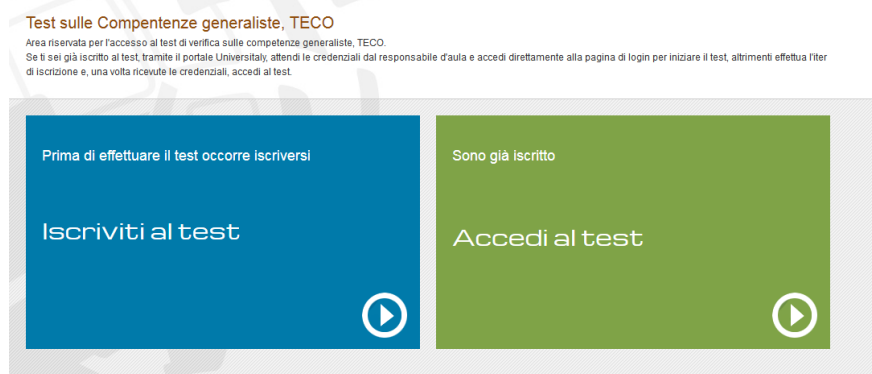 Test sulle Compentenze generaliste, TECO
Area riservata per l'accesso al test di verifica sulle competenze generaliste, TECO.
Se ti sei già iscritto al test, tramite il portale Universitaly, attendi le credenziali dal responsabile d'aula e accedi direttamente alla pagina di login per iniziare il test, altrimenti effettua l'iter
di iscrizione e, una volta ricevute le credenziali, accedi al test.
Prima di effettuare il test occorre iscriversi
Iscriviti al test
Sono già iscritto
Accedi al test